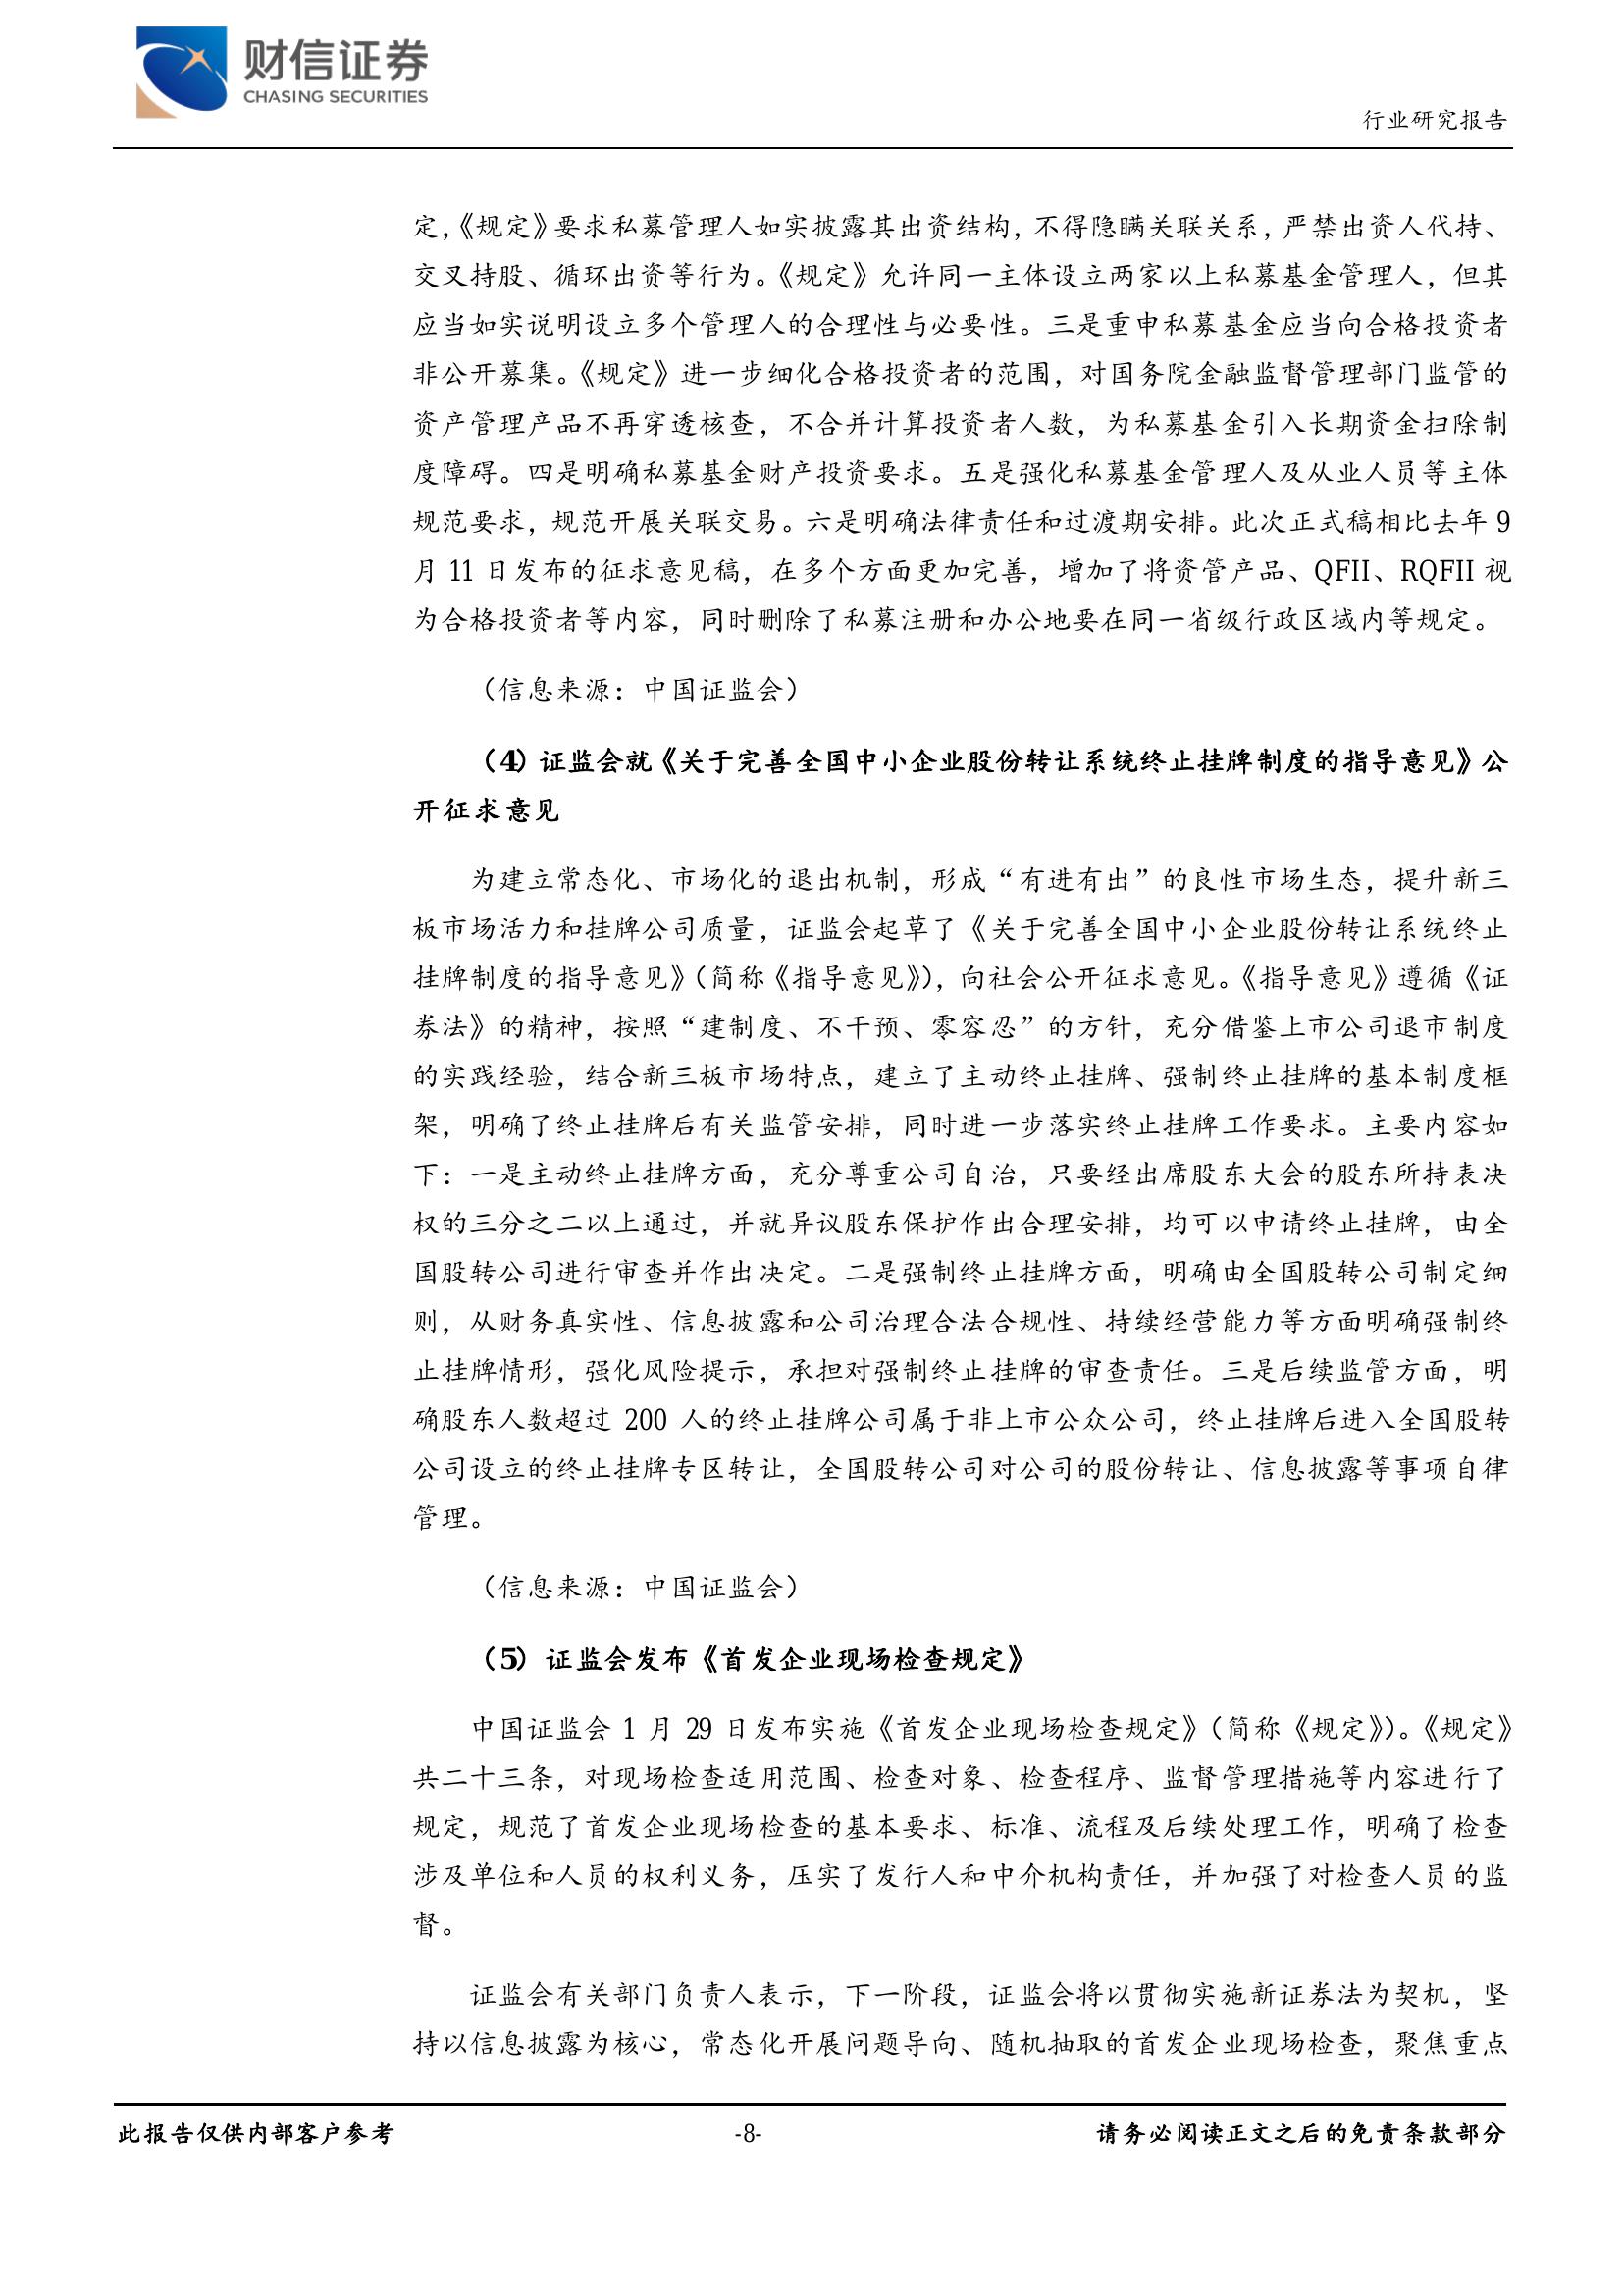 财信证券
CHASING SECURITIES
行业研究报告
定，《规定》要求私募管理人如实披露其出资结构，不得隐瞒关联关系，严禁出资人代持、
交叉持股、循环出资等行为。《规定》允许同一主体设立两家以上私募基金管理人，但其
应当如实说明设立多个管理人的合理性与必要性。三是重申私募基金应当向合格投资者
非公开募集。《规定》进一步细化合格投资者的范围，对国务院金融监督管理部门监管的
资产管理产品不再穿透核查，不合并计算投资者人数，为私募基金引入长期资金扫除制
度障碍。四是明确私募基金财产投资要求。五是强化私募基金管理人及从业人员等主体
规范要求，规范开展关联交易。六是明确法律责任和过渡期安排。此次正式稿相比去年 9
月 11 日发布的征求意见稿，在多个方面更加完善，增加了将资管产品、QFII、RQFII 视
为合格投资者等内容，同时删除了私募注册和办公地要在同一省级行政区域内等规定。
（信息来源：中国证监会）
（4）证监会就《关于完善全国中小企业股份转让系统终止挂牌制度的指导意见》公
开征求意见
为建立常态化、市场化的退出机制，形成“有进有出”的良性市场生态，提升新三
板市场活力和挂牌公司质量，证监会起草了《关于完善全国中小企业股份转让系统终止
挂牌制度的指导意见》（简称《指导意见》），向社会公开征求意见。《指导意见》遵循《证
券法》的精神，按照“建制度、不干预、零容忍”的方针，充分借鉴上市公司退市制度
的实践经验，结合新三板市场特点，建立了主动终止挂牌、强制终止挂牌的基本制度框
架，明确了终止挂牌后有关监管安排，同时进一步落实终止挂牌工作要求。主要内容如
下：一是主动终止挂牌方面，充分尊重公司自治，只要经出席股东大会的股东所持表决
权的三分之二以上通过，并就异议股东保护作出合理安排，均可以申请终止挂牌，由全
国股转公司进行审查并作出决定。二是强制终止挂牌方面，明确由全国股转公司制定细
则，从财务真实性、信息披露和公司治理合法合规性、持续经营能力等方面明确强制终
止挂牌情形，强化风险提示，承担对强制终止挂牌的审查责任。三是后续监管方面，明
确股东人数超过 200 人的终止挂牌公司属于非上市公众公司，终止挂牌后进入全国股转
公司设立的终止挂牌专区转让，全国股转公司对公司的股份转让、信息披露等事项自律
管理。
（信息来源：中国证监会）
（5）证监会发布《首发企业现场检查规定》
中国证监会 1 月 29 日发布实施《首发企业现场检查规定》（简称《规定》）。《规定》
共二十三条，对现场检查适用范围、检查对象、检查程序、监督管理措施等内容进行了
规定，规范了首发企业现场检查的基本要求、标准、流程及后续处理工作，明确了检查
涉及单位和人员的权利义务，压实了发行人和中介机构责任，并加强了对检查人员的监
督。
证监会有关部门负责人表示，下一阶段，证监会将以贯彻实施新证券法为契机，坚
持以信息披露为核心，常态化开展问题导向、随机抽取的首发企业现场检查，聚焦重点
此报告仅供内部客户参考
-8-
请务必阅读正文之后的免责条款部分